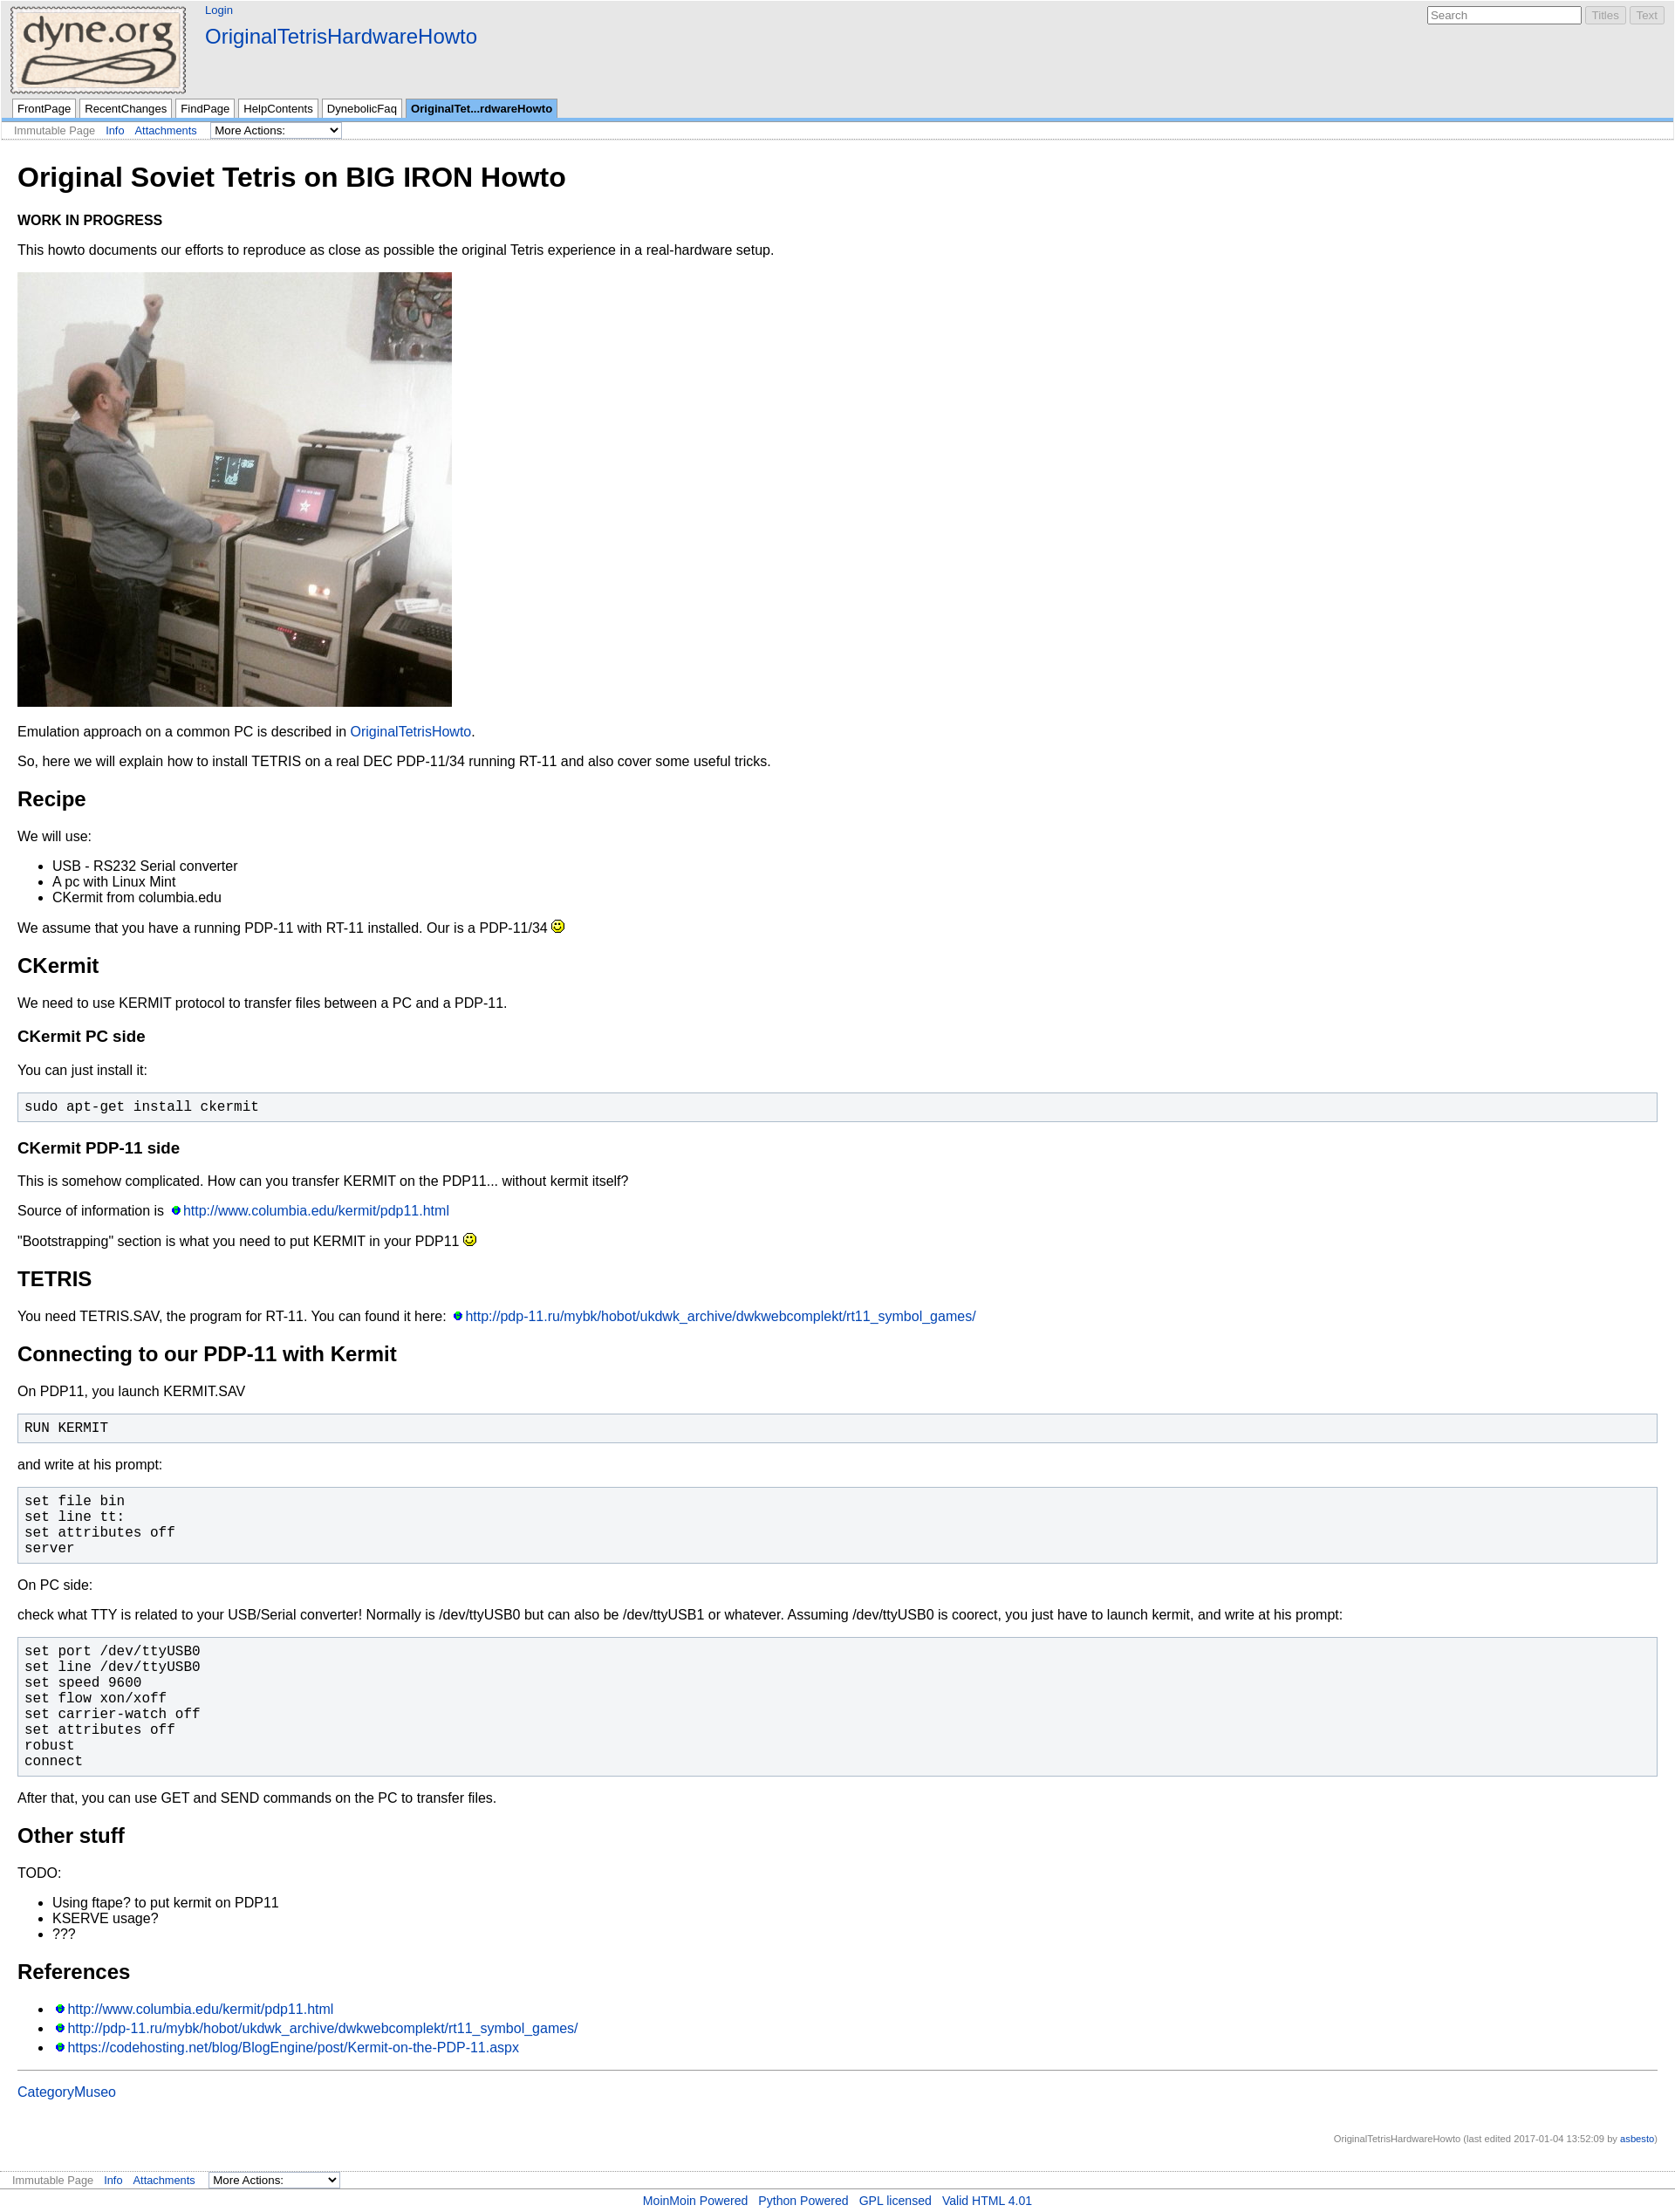 dyne.org
Login
OriginalTetrisHardwareHowto
Search Titles Text
FrontPage RecentChanges FindPage HelpContents DynebolicFaq OriginalTet...rdwareHowto
Immutable Page Info Attachments More Actions:
Original Soviet Tetris on BIG IRON Howto
WORK IN PROGRESS
This howto documents our efforts to reproduce as close as possible the original Tetris experience in a real-hardware setup.
Emulation approach on a common PC is described in OriginalTetrisHowto.
So, here we will explain how to install TETRIS on a real DEC PDP-11/34 running RT-11 and also cover some useful tricks.
Recipe
We will use:
• USB - RS232 Serial converter
• A pc with Linux Mint
• CKermit from columbia.edu
We assume that you have a running PDP-11 with RT-11 installed. Our is a PDP-11/34
CKermit
We need to use KERMIT protocol to transfer files between a PC and a PDP-11.
CKermit PC side
You can just install it:
sudo apt-get install ckermit
CKermit PDP-11 side
This is somehow complicated. How can you transfer KERMIT on the PDP11... without kermit itself?
Source of information is http://www.columbia.edu/kermit/pdp11.html
"Bootstrapping" section is what you need to put KERMIT in your PDP11
TETRIS
You need TETRIS.SAV, the program for RT-11. You can found it here: http://pdp-11.ru/mybk/hobot/ukdwk_archive/dwkwebcomplekt/rt11_symbol_games/
Connecting to our PDP-11 with Kermit
On PDP11, you launch KERMIT.SAV
RUN KERMIT
and write at his prompt:
set file bin
set line tt:
set attributes off
server
On PC side:
check what TTY is related to your USB/Serial converter! Normally is /dev/ttyUSB0 but can also be /dev/ttyUSB1 or whatever. Assuming /dev/ttyUSB0 is coorect, you just have to launch kermit, and write at his prompt:
set port /dev/ttyUSB0
set line /dev/ttyUSB0
set speed 9600
set flow xon/xoff
set carrier-watch off
set attributes off
robust
connect
After that, you can use GET and SEND commands on the PC to transfer files.
Other stuff
TODO:
• Using ftape? to put kermit on PDP11
• KSERVE usage?
• ???
References
• http://www.columbia.edu/kermit/pdp11.html
• http://pdp-11.ru/mybk/hobot/ukdwk_archive/dwkwebcomplekt/rt11_symbol_games/
• https://codehosting.net/blog/BlogEngine/post/Kermit-on-the-PDP-11.aspx
CategoryMuseo
OriginalTetrisHardwareHowto (last edited 2017-01-04 13:52:09 by asbesto)
Immutable Page Info Attachments More Actions:
MoinMoin Powered Python Powered GPL licensed Valid HTML 4.01